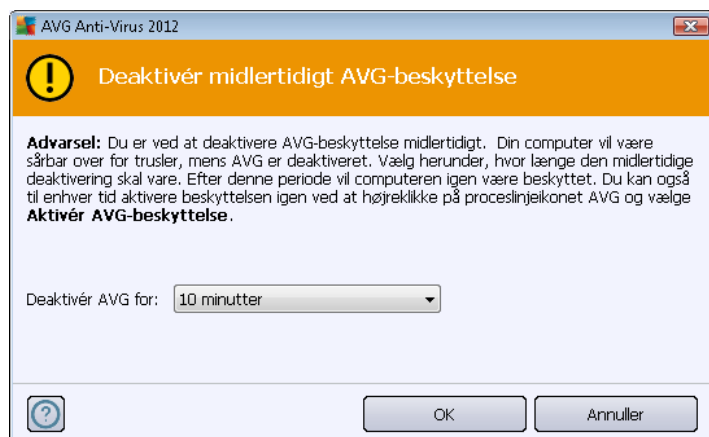 AVG Anti-Virus 2012
Deaktivér midlertidigt AVG-beskyttelse
Advarsel: Du er ved at deaktivere AVG-beskyttelse midlertidigt. Din computer vil være
sårbar over for trusler, mens AVG er deaktiveret. Vælg herunder, hvor længe den midlertidige
deaktivering skal vare. Efter denne periode vil computeren igen være beskyttet. Du kan også
til enhver tid aktivere beskyttelsen igen ved at højreklikke på proceslinjeikonet AVG og vælge
Aktivér AVG-beskyttelse.
Deaktivér AVG for: 10 minutter
OK Annuller